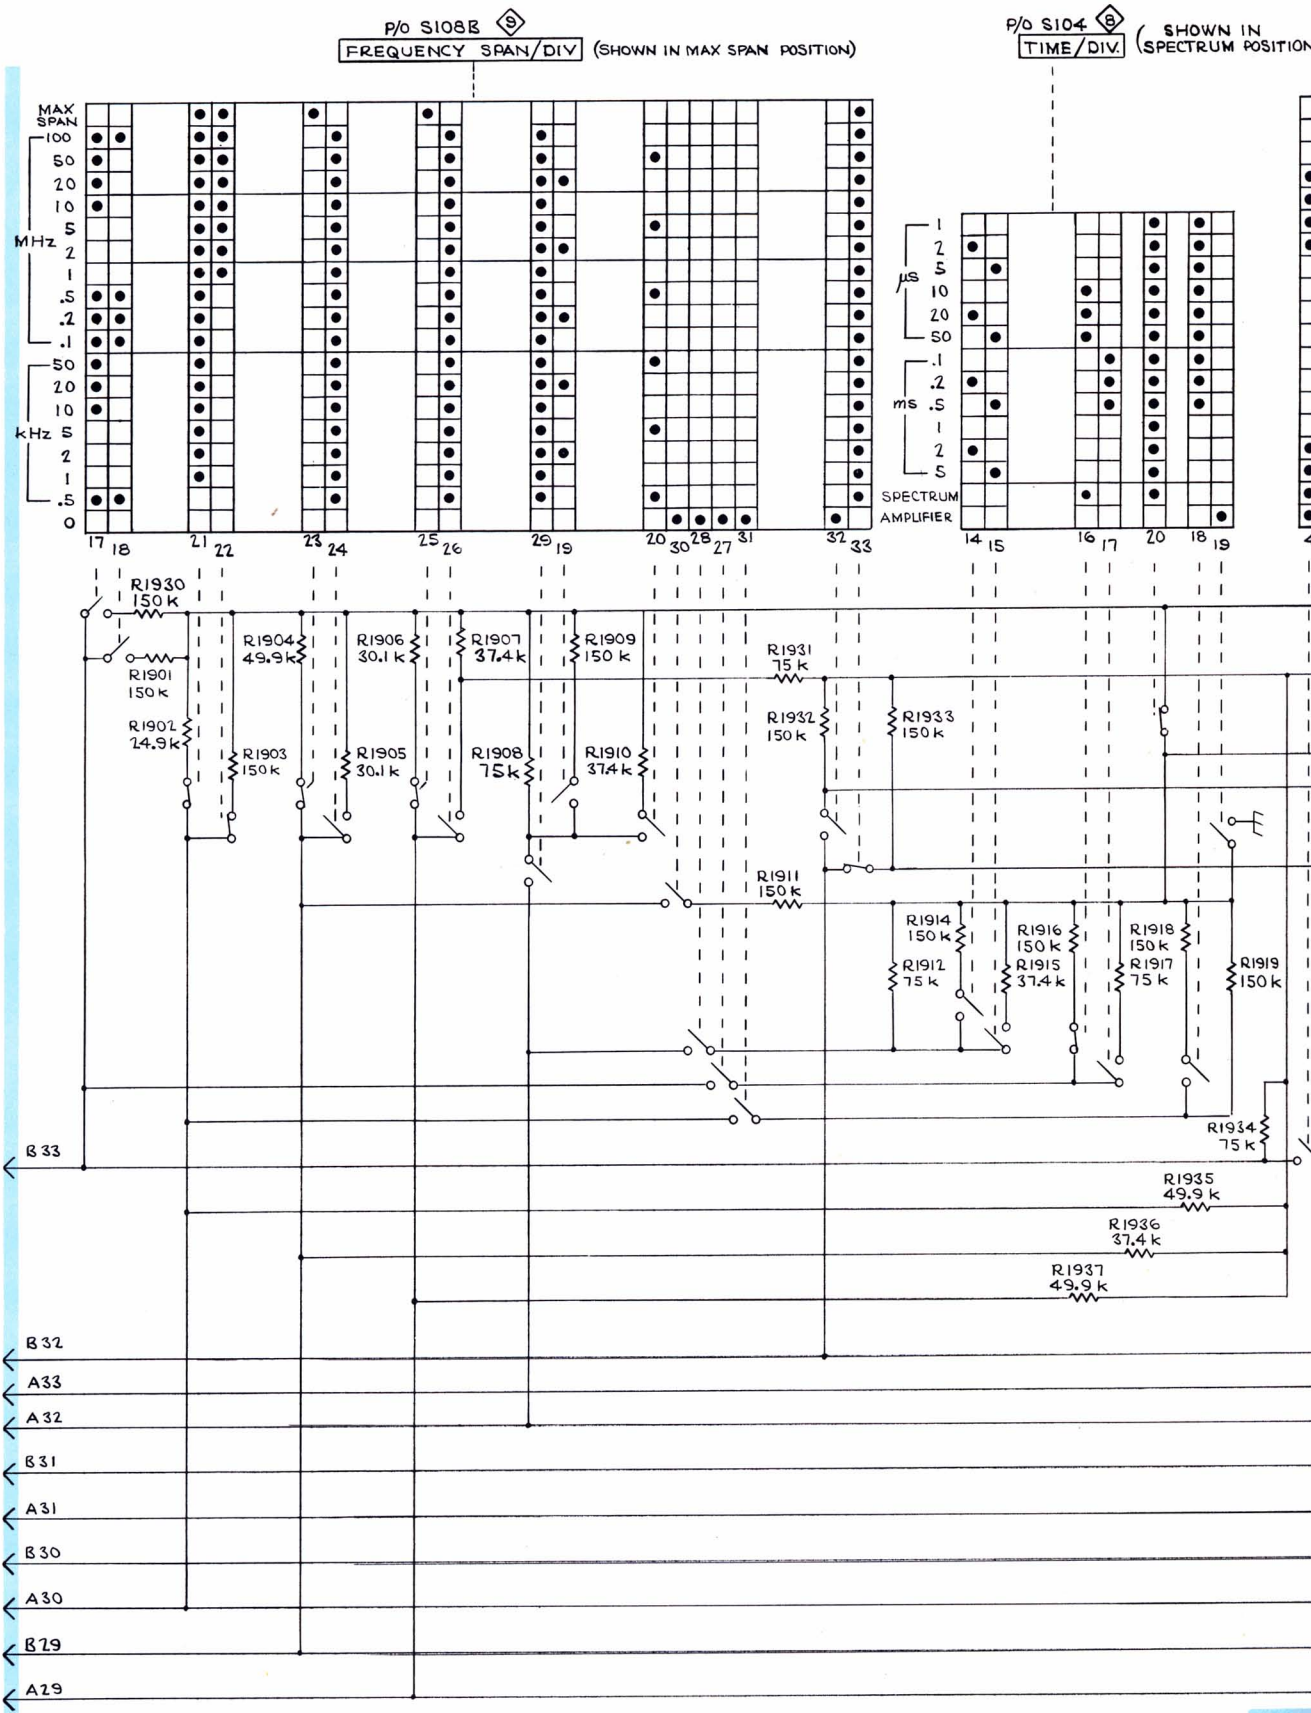 P/O S108B 9
FREQUENCY SPAN/DIV (SHOWN IN MAX SPAN POSITION)
P/O S104 8
TIME/DIV. (SHOWN IN
SPECTRUM POSITION
MAX
SPAN
100
50
20
10
5
MHz
2
1
.5
.2
.1
50
20
10
kHz 5
2
1
.5
0
1
2
µs 5
10
20
50
.1
.2
ms .5
1
2
5
SPECTRUM
AMPLIFIER
17 18 21 22 23 24 25 26 29 19 20 30 28 27 31 32 33
14 15 16 17 20 18 19 4
R1930
150k
R1901
150k
R1902
24.9k
R1903
150k
R1904
49.9k
R1905
30.1k
R1906
30.1k
R1907
37.4k
R1908
75k
R1909
150k
R1910
37.4k
R1931
75k
R1932
150k
R1933
150k
R1911
150k
R1914
150k
R1912
75k
R1916
150k
R1915
37.4k
R1918
150k
R1917
75k
R1919
150k
R1934
75k
R1935
49.9k
R1936
37.4k
R1937
49.9k
B33
B32
A33
A32
B31
A31
B30
A30
B29
A29